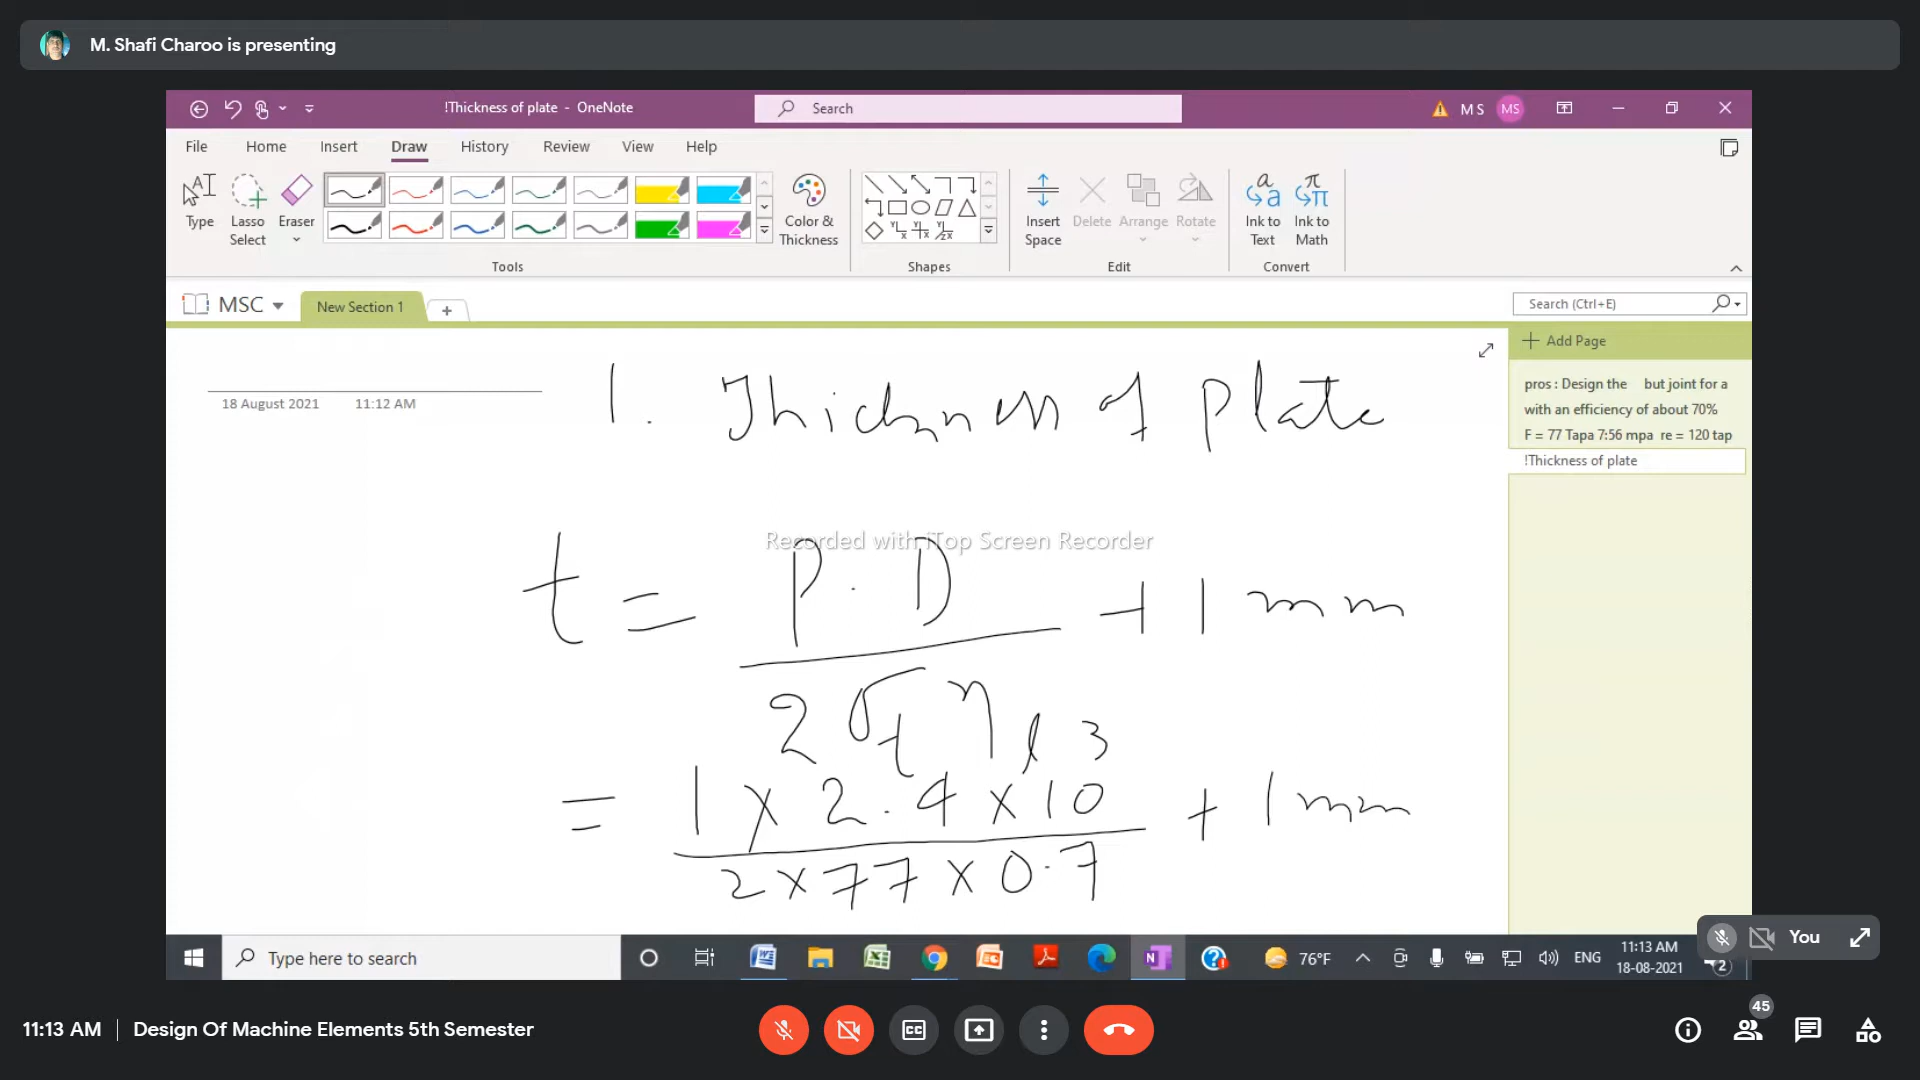 M. Shafi Charoo is presenting
!Thickness of plate - OneNote
Search
M S
MS
File Home Insert Draw History Review View Help
Type
Lasso Select
Eraser
Color & Thickness
Insert Space
Delete
Arrange
Rotate
Ink to Text
Ink to Math
Tools
Shapes
Edit
Convert
MSC
New Section 1
Search (Ctrl+E)
Add Page
pros : Design the but joint for a
with an efficiency of about 70%
F = 77 Tapa 7:56 mpa re = 120 tap
!Thickness of plate
18 August 2021 11:12 AM
1. Thickness of plate
Recorded with iTop Screen Recorder
t = P . D / 2 σt ηl + 1 mm
= 1 x 2.4 x 10^3 / 2 x 77 x 0.7 + 1 mm
Type here to search
76°F
ENG
11:13 AM
18-08-2021
2
You
11:13 AM | Design Of Machine Elements 5th Semester
CC
45